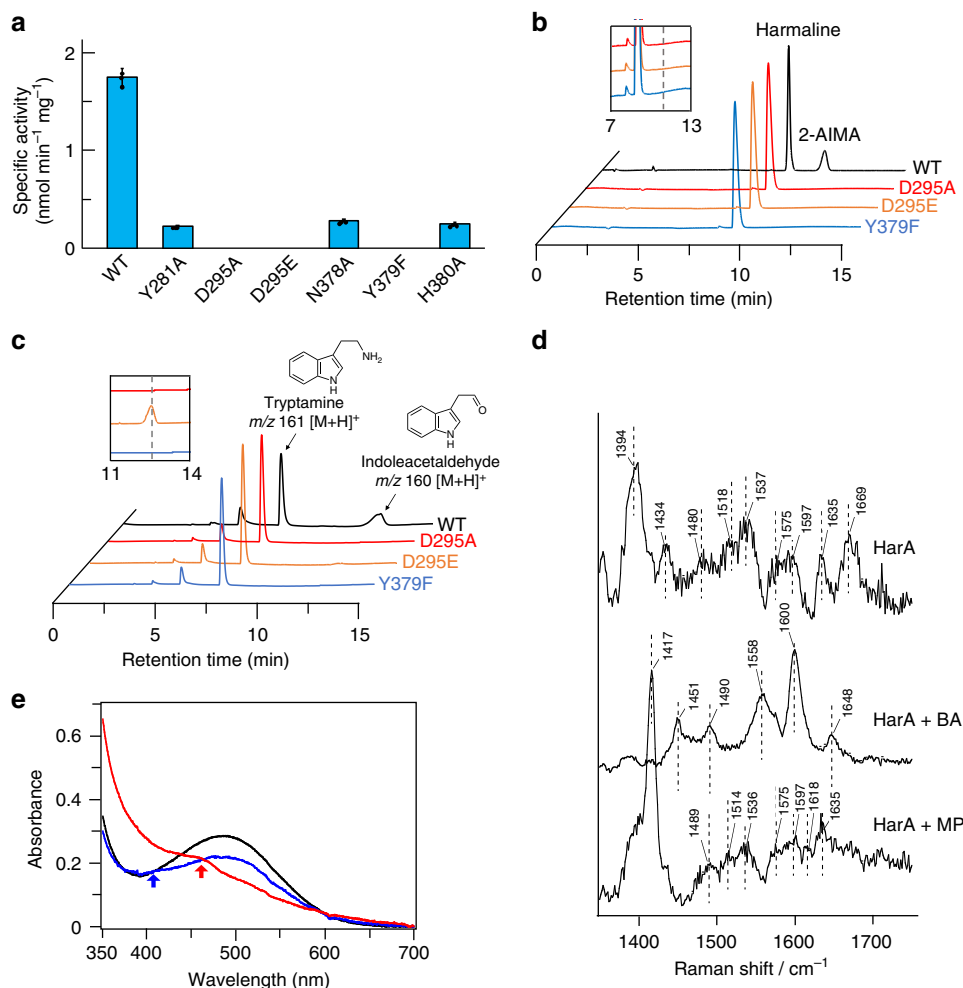 a
Specific activity
(nmol min⁻¹ mg⁻¹)
2
1
0
WT
Y281A
D295A
D295E
N378A
Y379F
H380A
b
7
13
Harmaline
2-AIMA
WT
D295A
D295E
Y379F
0
5
10
15
Retention time (min)
c
11
14
NH₂
N
H
Tryptamine
m/z 161 [M+H]⁺
O
N
H
Indoleacetaldehyde
m/z 160 [M+H]⁺
WT
D295A
D295E
Y379F
0
5
10
15
Retention time (min)
d
1394
1434
1480
1518
1537
1575
1597
1635
1669
HarA
1417
1451
1490
1558
1600
1648
HarA + BA
1489
1514
1536
1575
1597
1618
1635
HarA + MP
1400
1500
1600
1700
Raman shift / cm⁻¹
e
Absorbance
0.6
0.4
0.2
0
350
400
500
600
700
Wavelength (nm)